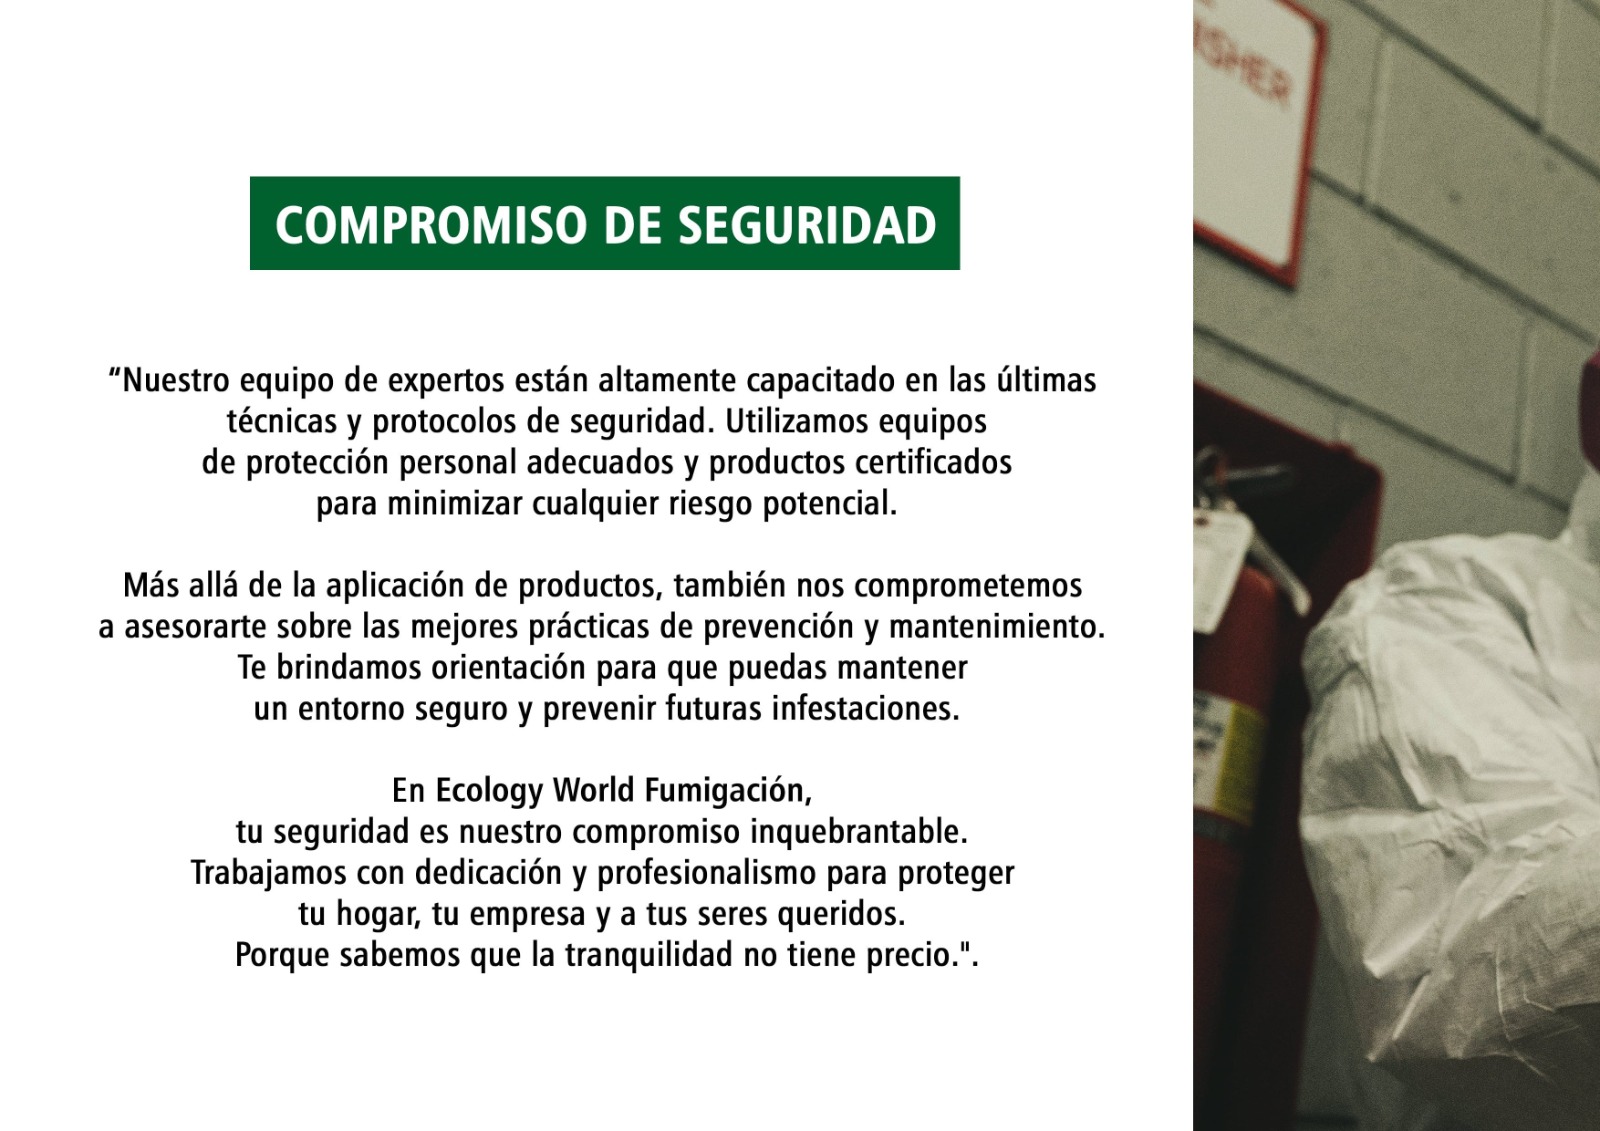 COMPROMISO DE SEGURIDAD
“Nuestro equipo de expertos están altamente capacitado en las últimas
técnicas y protocolos de seguridad. Utilizamos equipos
de protección personal adecuados y productos certificados
para minimizar cualquier riesgo potencial.
Más allá de la aplicación de productos, también nos comprometemos
a asesorarte sobre las mejores prácticas de prevención y mantenimiento.
Te brindamos orientación para que puedas mantener
un entorno seguro y prevenir futuras infestaciones.
En Ecology World Fumigación,
tu seguridad es nuestro compromiso inquebrantable.
Trabajamos con dedicación y profesionalismo para proteger
tu hogar, tu empresa y a tus seres queridos.
Porque sabemos que la tranquilidad no tiene precio.".